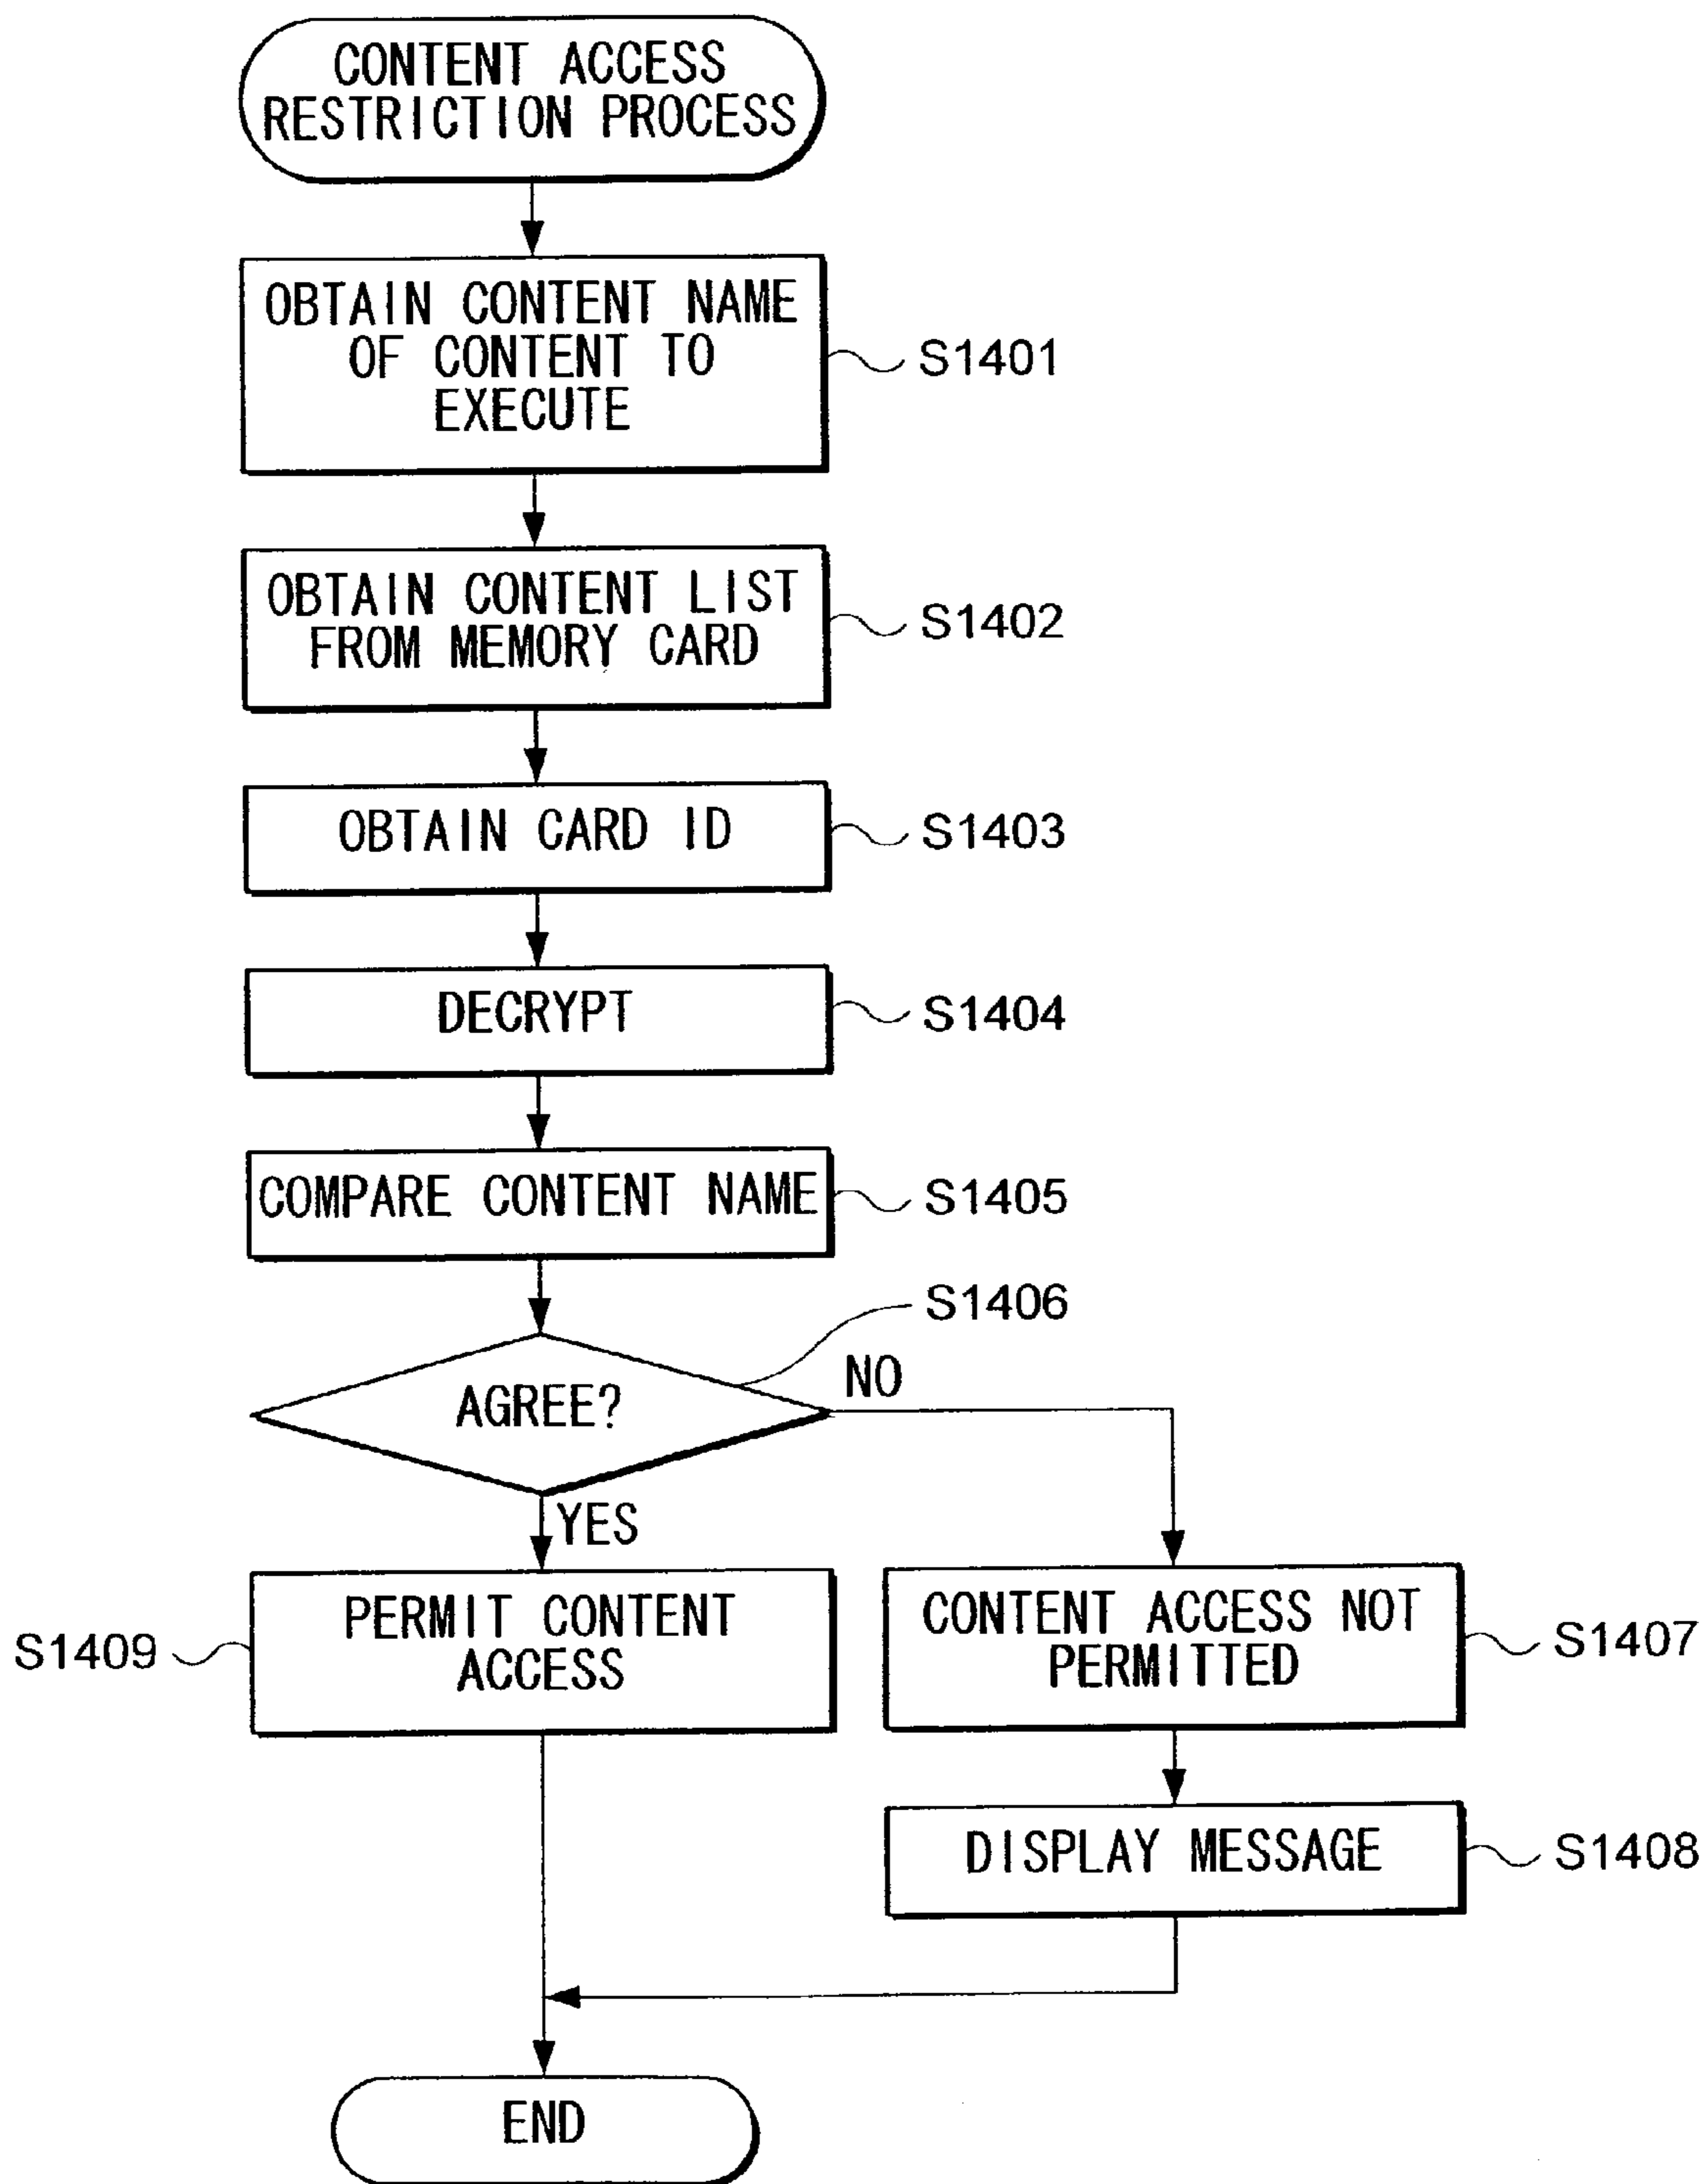 CONTENT ACCESS
RESTRICTION PROCESS
OBTAIN CONTENT NAME
OF CONTENT TO
EXECUTE
S1401
OBTAIN CONTENT LIST
FROM MEMORY CARD
S1402
OBTAIN CARD ID
S1403
DECRYPT
S1404
COMPARE CONTENT NAME
S1405
S1406
AGREE?
NO
YES
PERMIT CONTENT
ACCESS
S1409
CONTENT ACCESS NOT
PERMITTED
S1407
DISPLAY MESSAGE
S1408
END